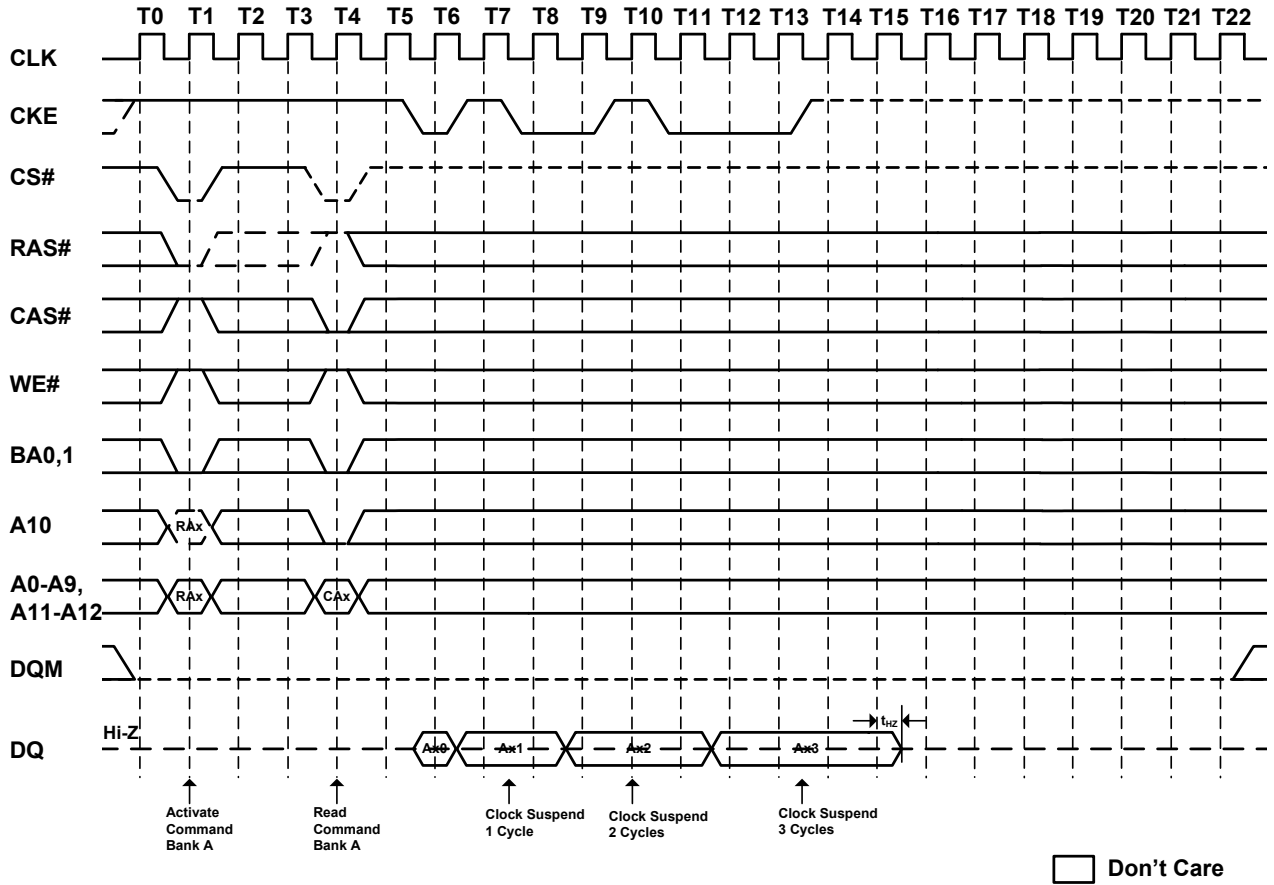 T0 T1 T2 T3 T4 T5 T6 T7 T8 T9 T10 T11 T12 T13 T14 T15 T16 T17 T18 T19 T20 T21 T22
CLK
CKE
CS#
RAS#
CAS#
WE#
BA0,1
A10
RAx
A0-A9,
A11-A12
RAx
CAx
DQM
tHZ
Hi-Z
DQ
Ax0
Ax1
Ax2
Ax3
Activate
Command
Bank A
Read
Command
Bank A
Clock Suspend
1 Cycle
Clock Suspend
2 Cycles
Clock Suspend
3 Cycles
Don't Care